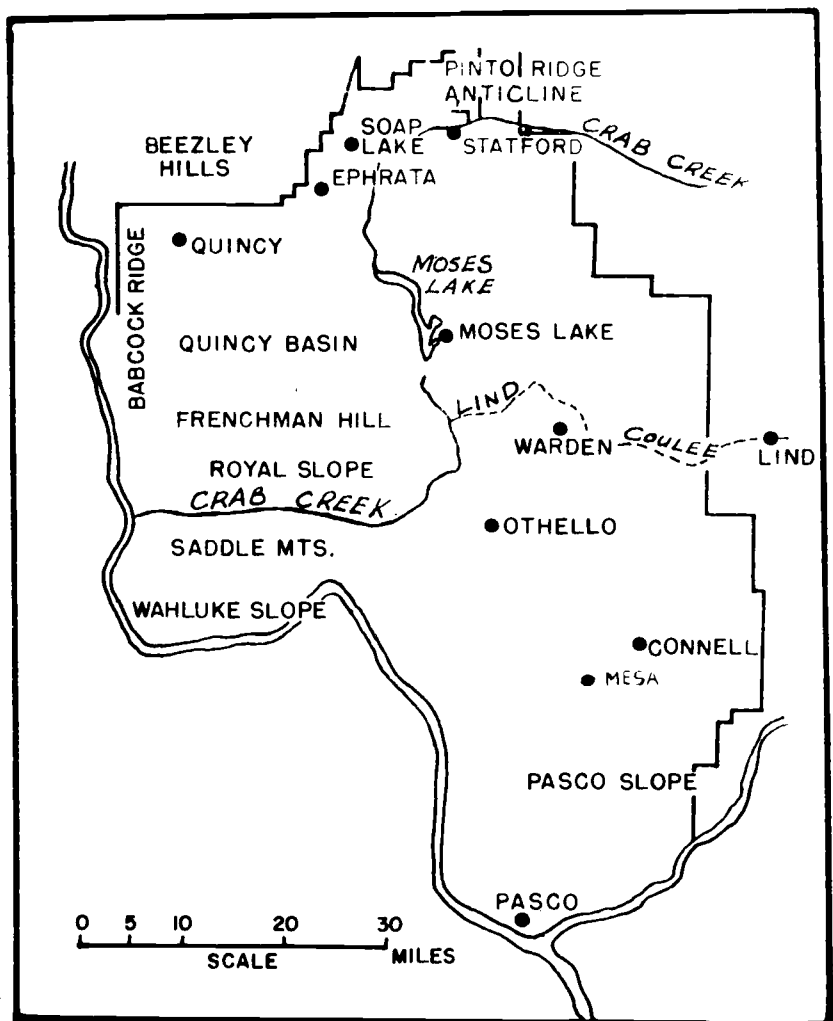 PINTO RIDGE
ANTICLINE
CRAB CREEK
SOAP
LAKE
STATFORD
BEEZLEY
HILLS
EPHRATA
BABCOCK RIDGE
QUINCY
MOSES
LAKE
QUINCY BASIN
MOSES LAKE
FRENCHMAN HILL
LIND
WARDEN
COULEE
LIND
ROYAL SLOPE
CRAB CREEK
OTHELLO
SADDLE MTS.
WAHLUKE SLOPE
CONNELL
MESA
PASCO SLOPE
PASCO
0 5 10 20 30
SCALE
MILES